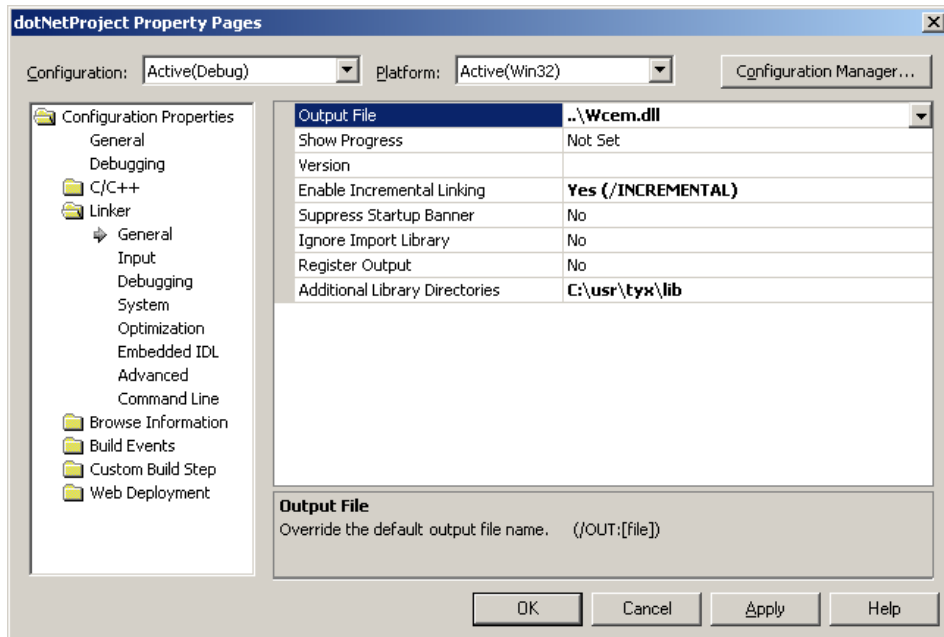 dotNetProject Property Pages
Configuration: Active(Debug) Platform: Active(Win32) Configuration Manager...
Configuration Properties
General
Debugging
C/C++
Linker
General
Input
Debugging
System
Optimization
Embedded IDL
Advanced
Command Line
Browse Information
Build Events
Custom Build Step
Web Deployment
Output File ..\Wcem.dll
Show Progress Not Set
Version
Enable Incremental Linking Yes (/INCREMENTAL)
Suppress Startup Banner No
Ignore Import Library No
Register Output No
Additional Library Directories C:\usr\tyx\lib
Output File
Override the default output file name. (/OUT:[file])
OK Cancel Apply Help